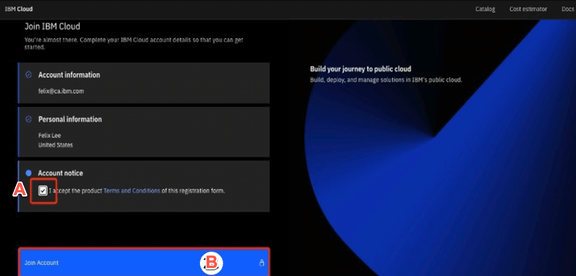 IBM Cloud
Catalog
Cost estimator
Docs
Join IBM Cloud
You're almost there. Complete your IBM Cloud account details so that you can get
started.
Account information
felix@ca.ibm.com
Personal information
Felix Lee
United States
Account notice
A
I accept the product Terms and Conditions of this registration form.
Join Account
B
Build your journey to public cloud
Build, deploy, and manage solutions in IBM's public cloud.